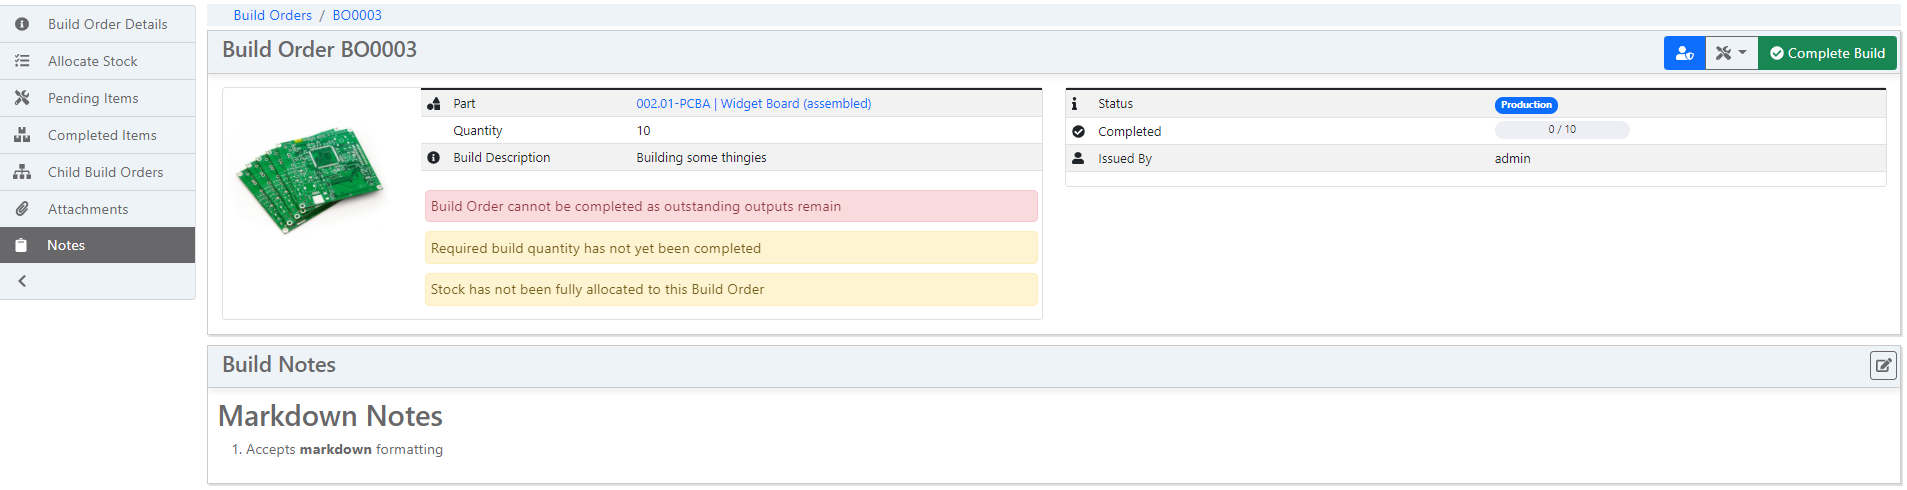 Build Order Details
Allocate Stock
Pending Items
Completed Items
Child Build Orders
Attachments
Notes
Build Orders / BO0003
Build Order BO0003
Complete Build
Part 002.01-PCBA | Widget Board (assembled)
Quantity 10
Build Description Building some thingies
Build Order cannot be completed as outstanding outputs remain
Required build quantity has not yet been completed
Stock has not been fully allocated to this Build Order
Status Production
Completed 0 / 10
Issued By admin
Build Notes
Markdown Notes
1. Accepts markdown formatting